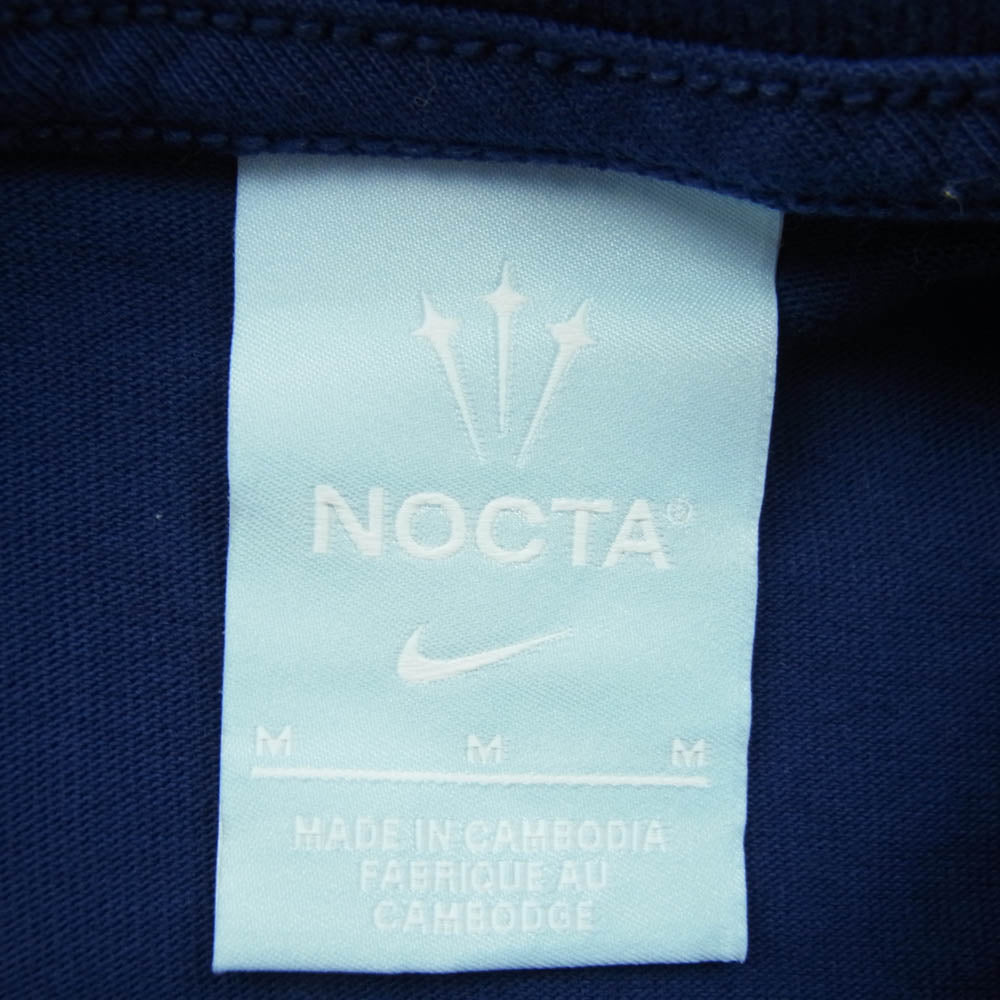 NOCTA®
M M M
MADE IN CAMBODIA
FABRIQUE AU
CAMBODGE